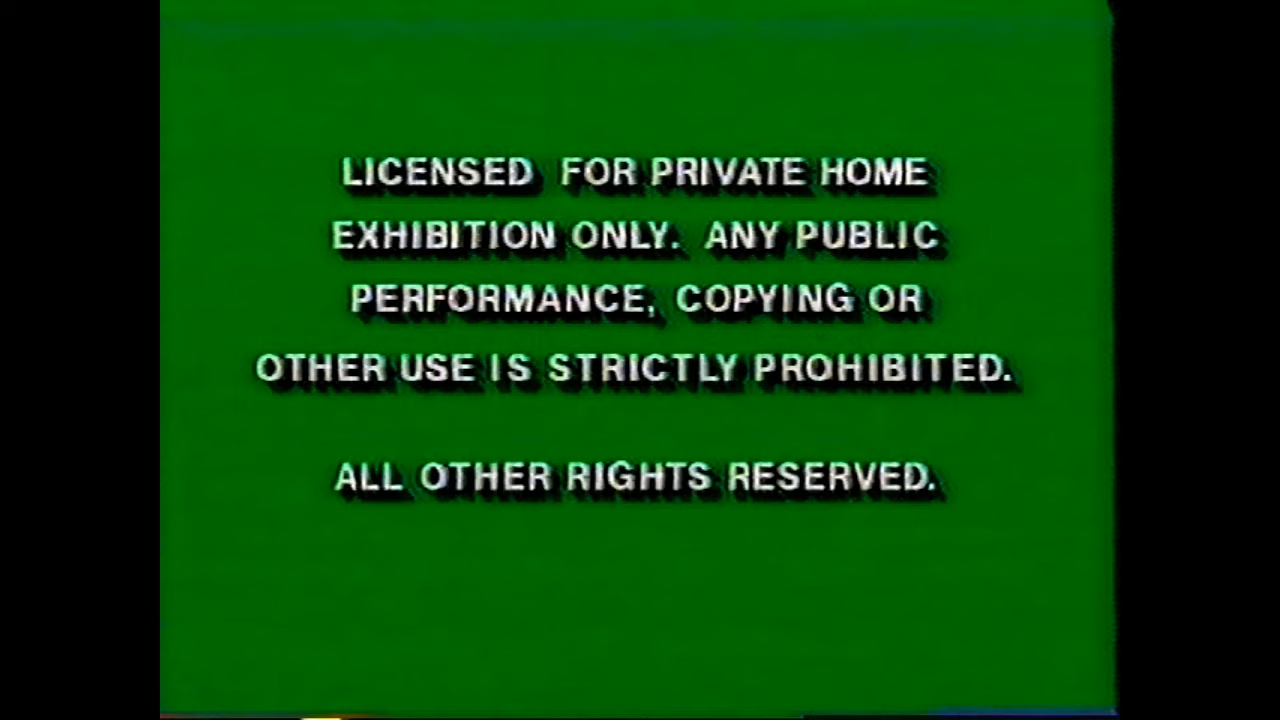 LICENSED FOR PRIVATE HOME
EXHIBITION ONLY. ANY PUBLIC
PERFORMANCE, COPYING OR
OTHER USE IS STRICTLY PROHIBITED.
ALL OTHER RIGHTS RESERVED.